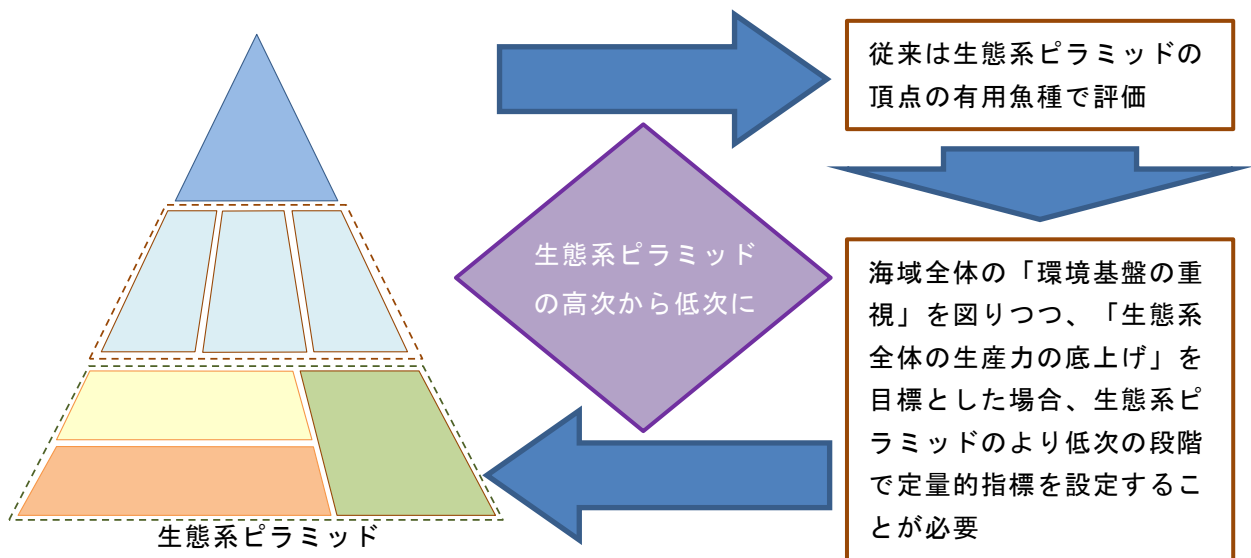 従来は生態系ピラミッドの
頂点の有用魚種で評価
生態系ピラミッド
の高次から低次に
海域全体の「環境基盤の重
視」を図りつつ、「生態系
全体の生産力の底上げ」を
目標とした場合、生態系ピ
ラミッドのより低次の段階
で定量的指標を設定するこ
とが必要
生態系ピラミッド